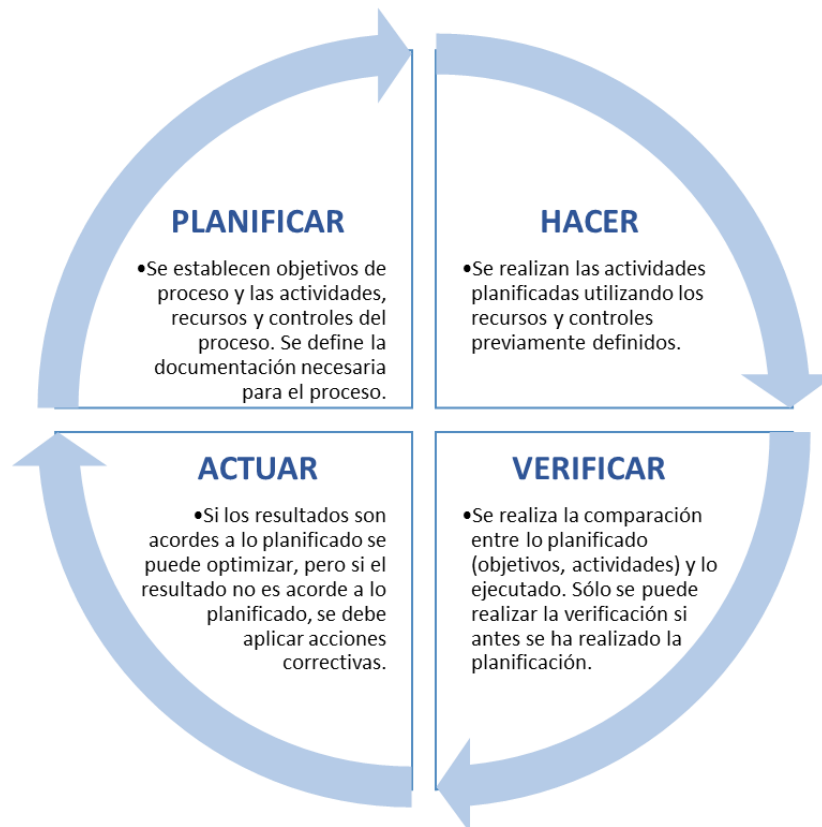 PLANIFICAR
•Se establecen objetivos de
proceso y las actividades,
recursos y controles del
proceso. Se define la
documentación necesaria
para el proceso.
HACER
•Se realizan las actividades
planificadas utilizando los
recursos y controles
previamente definidos.
ACTUAR
•Si los resultados son
acordes a lo planificado se
puede optimizar, pero si el
resultado no es acorde a lo
planificado, se debe
aplicar acciones
correctivas.
VERIFICAR
•Se realiza la comparación
entre lo planificado
(objetivos, actividades) y lo
ejecutado. Sólo se puede
realizar la verificación si
antes se ha realizado la
planificación.